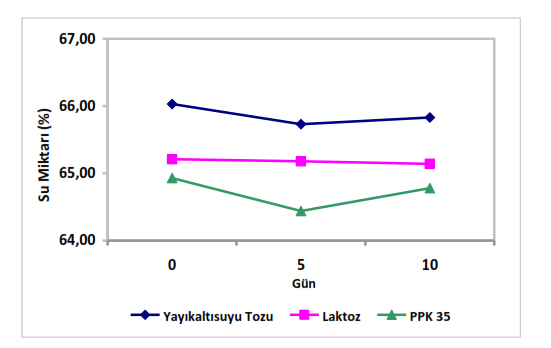 67,00
66,00
65,00
64,00
Su Miktarı (%)
0 5 10
Gün
Yayıkaltısuyu Tozu Laktoz PPK 35